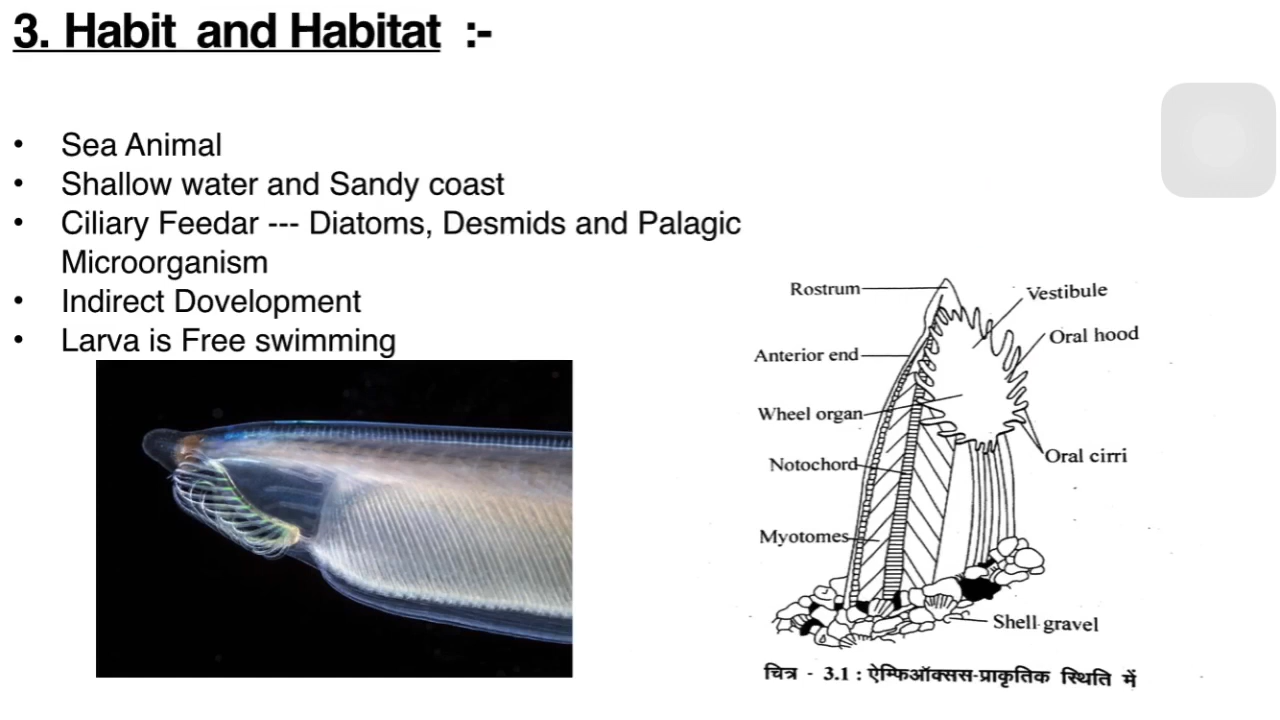 3. Habit and Habitat :-
• Sea Animal
• Shallow water and Sandy coast
• Ciliary Feedar --- Diatoms, Desmids and Palagic
Microorganism
• Indirect Dovelopment
• Larva is Free swimming
Rostrum
Vestibule
Oral hood
Anterior end
Wheel organ
Oral cirri
Notochord
Myotomes
Shell gravel
चित्र - 3.1 : ऐम्फिऑक्सस-प्राकृतिक स्थिति में